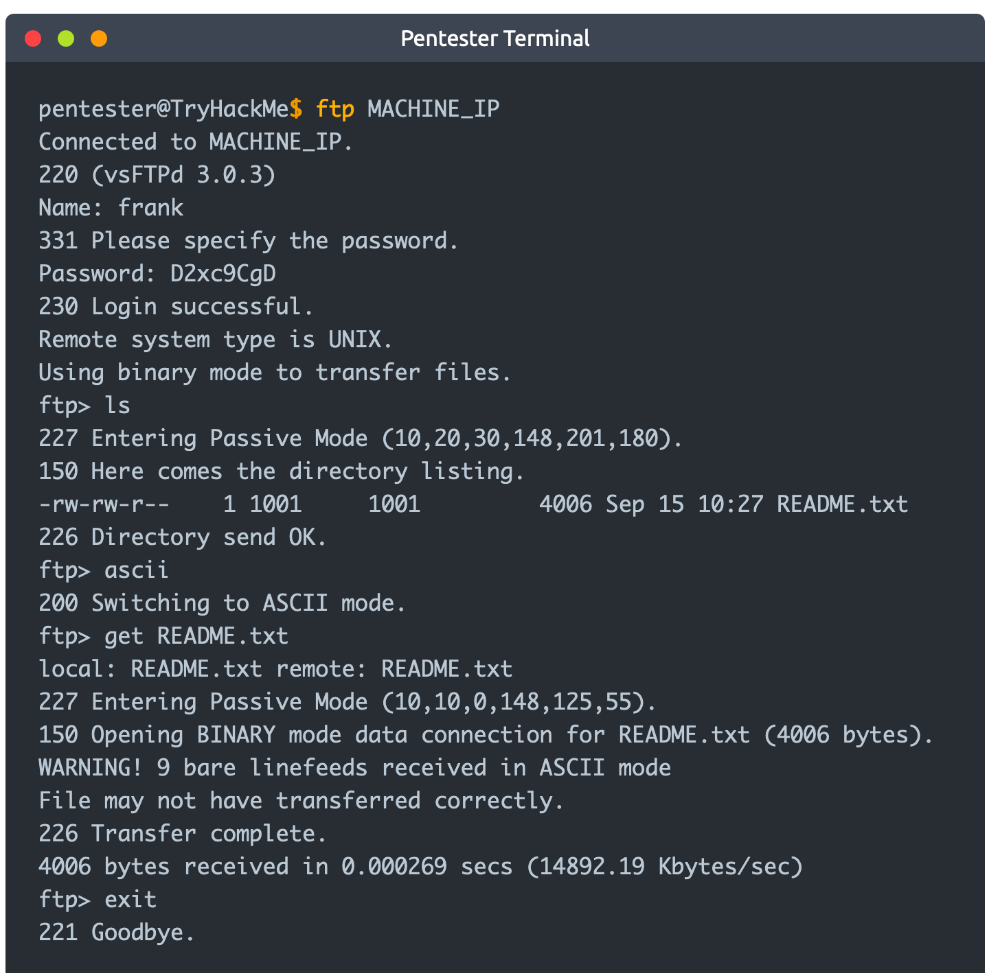 Pentester Terminal
pentester@TryHackMe$ ftp MACHINE_IP
Connected to MACHINE_IP.
220 (vsFTPd 3.0.3)
Name: frank
331 Please specify the password.
Password: D2xc9CgD
230 Login successful.
Remote system type is UNIX.
Using binary mode to transfer files.
ftp> ls
227 Entering Passive Mode (10,20,30,148,201,180).
150 Here comes the directory listing.
-rw-rw-r--    1 1001     1001         4006 Sep 15 10:27 README.txt
226 Directory send OK.
ftp> ascii
200 Switching to ASCII mode.
ftp> get README.txt
local: README.txt remote: README.txt
227 Entering Passive Mode (10,10,0,148,125,55).
150 Opening BINARY mode data connection for README.txt (4006 bytes).
WARNING! 9 bare linefeeds received in ASCII mode
File may not have transferred correctly.
226 Transfer complete.
4006 bytes received in 0.000269 secs (14892.19 Kbytes/sec)
ftp> exit
221 Goodbye.